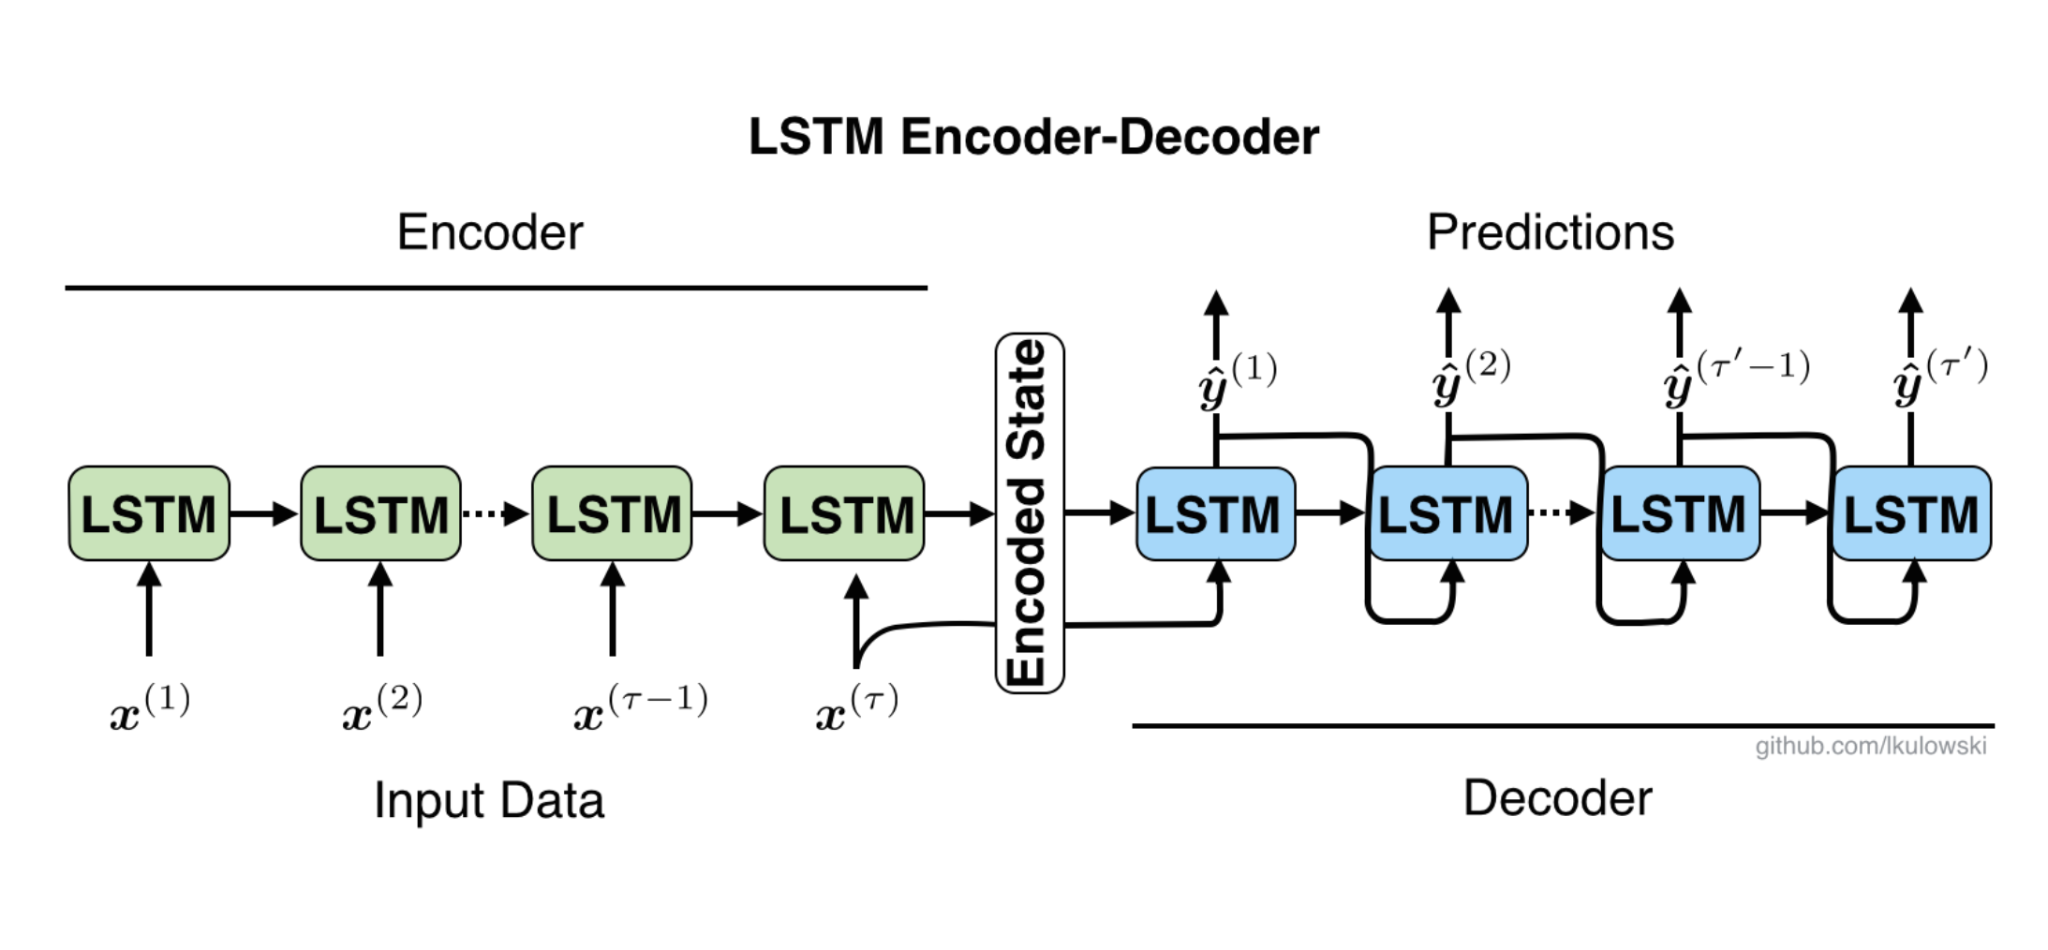 LSTM Encoder-Decoder
Encoder
Predictions
ŷ^(1) ŷ^(2) ŷ^(τ′−1) ŷ^(τ′)
Encoded State
LSTM LSTM LSTM LSTM LSTM LSTM LSTM LSTM
x^(1) x^(2) x^(τ−1) x^(τ)
github.com/lkulowski
Input Data
Decoder